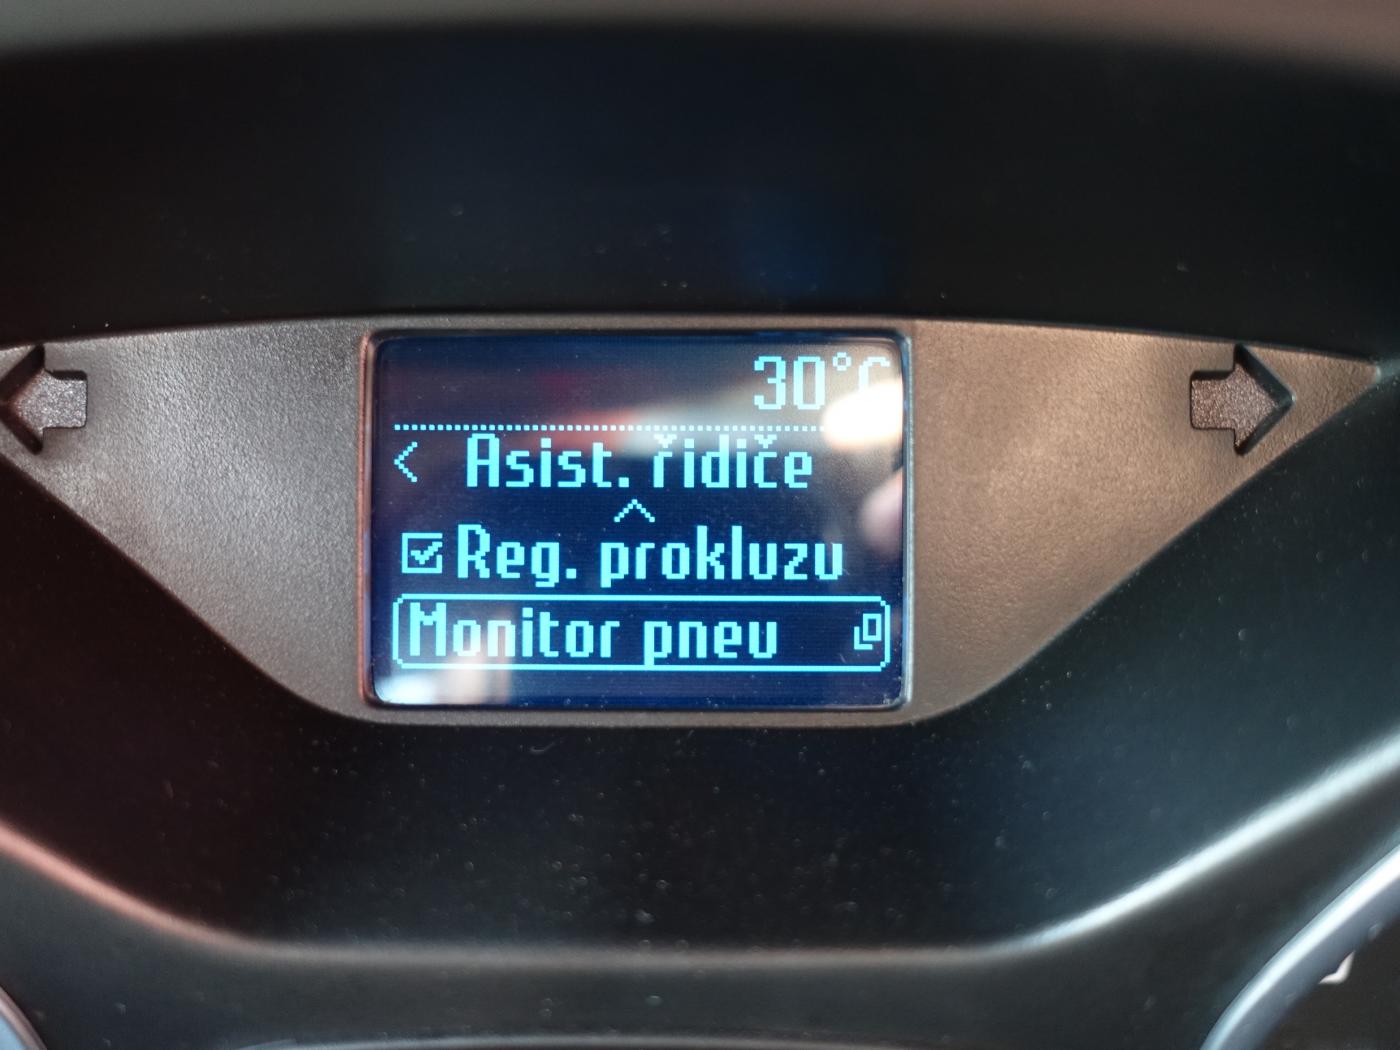 30°C
Asist. řidiče
Reg. prokluzu
Monitor pneu